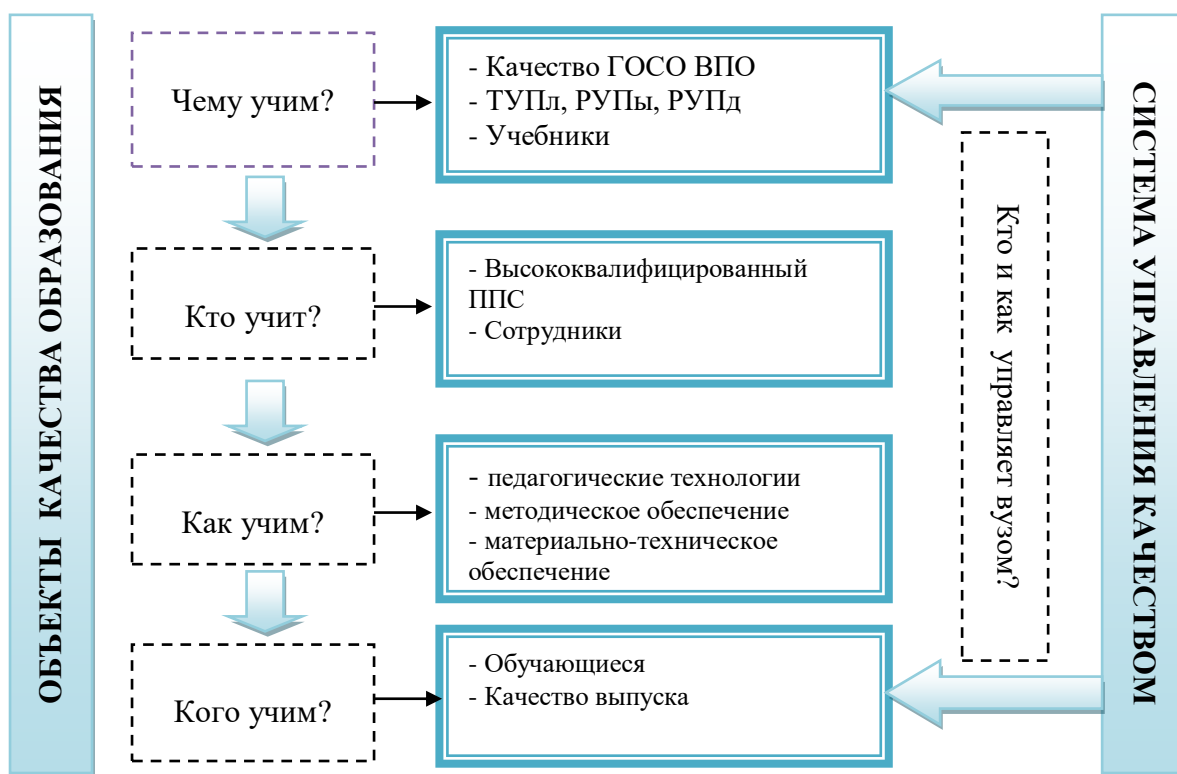 ОБЪЕКТЫ КАЧЕСТВА ОБРАЗОВАНИЯ
Чему учим?
- Качество ГОСО ВПО
- ТУПл, РУПы, РУПд
- Учебники
Кто учит?
- Высококвалифицированный
ППС
- Сотрудники
Как учим?
- педагогические технологии
- методическое обеспечение
- материально-техническое
обеспечение
Кого учим?
- Обучающиеся
- Качество выпуска
Кто и как управляет вузом?
СИСТЕМА УПРАВЛЕНИЯ КАЧЕСТВОМ